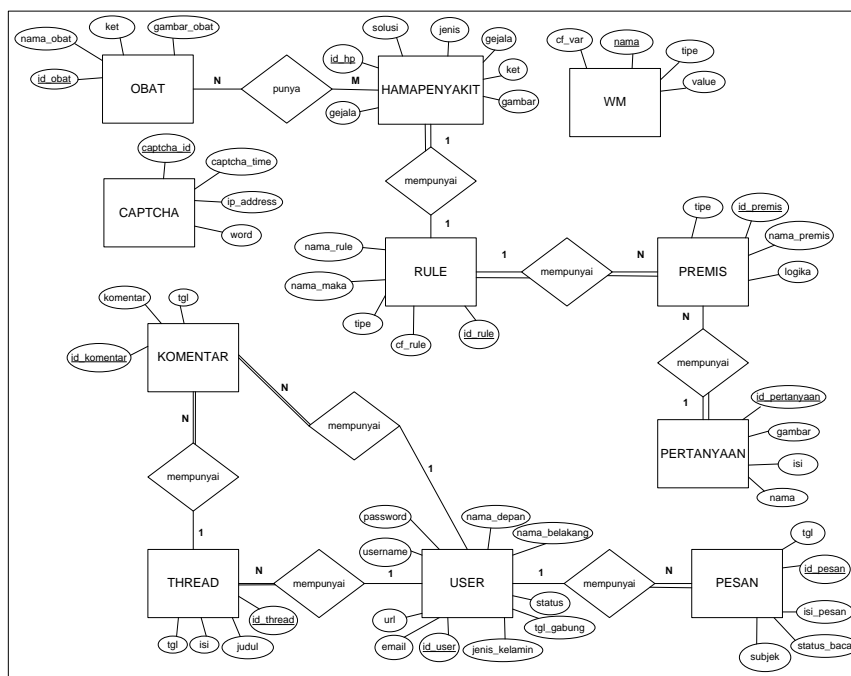 ket
gambar_obat
nama_obat
id_obat
OBAT
N
punya
M
solusi
jenis
id_hp
gejala
HAMAPENYAKIT
ket
gejala
gambar
cf_var
nama
tipe
value
WM
captcha_id
captcha_time
ip_address
word
CAPTCHA
1
mempunyai
1
nama_rule
RULE
nama_maka
tipe
cf_rule
id_rule
1
mempunyai
N
tipe
id_premis
nama_premis
PREMIS
logika
N
mempunyai
1
id_pertanyaan
gambar
PERTANYAAN
isi
nama
komentar
tgl
id_komentar
KOMENTAR
N
N
mempunyai
mempunyai
1
1
THREAD
id_thread
tgl
isi
judul
N
mempunyai
1
password
nama_depan
nama_belakang
username
USER
status
url
tgl_gabung
email
id_user
jenis_kelamin
1
mempunyai
N
tgl
id_pesan
PESAN
isi_pesan
status_baca
subjek